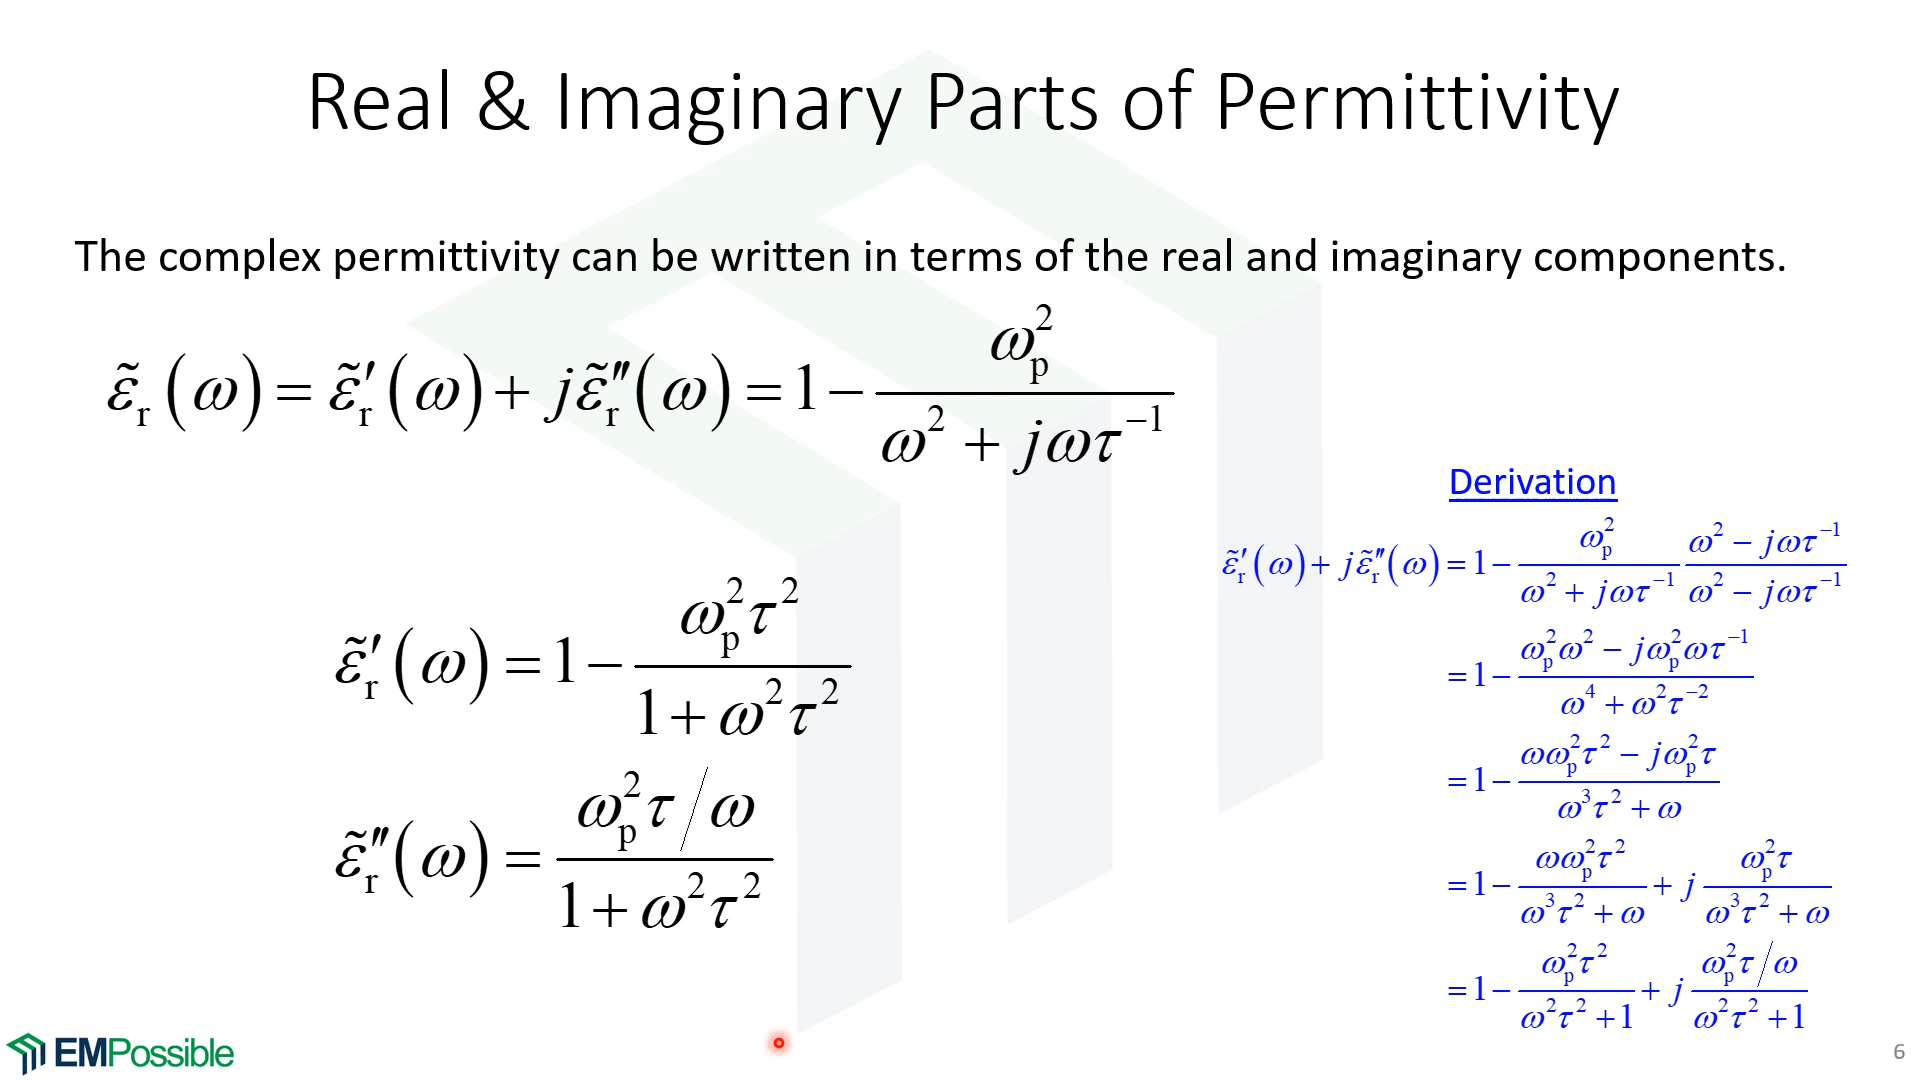 Real & Imaginary Parts of Permittivity
The complex permittivity can be written in terms of the real and imaginary components.
ε̃ᵣ(ω) = ε̃ᵣ′(ω) + jε̃ᵣ″(ω) = 1 − ωₚ² / (ω² + jωτ⁻¹)
ε̃ᵣ′(ω) = 1 − ωₚ²τ² / (1 + ω²τ²)
ε̃ᵣ″(ω) = (ωₚ²τ/ω) / (1 + ω²τ²)
Derivation
ε̃ᵣ′(ω) + jε̃ᵣ″(ω) = 1 − ωₚ² / (ω² + jωτ⁻¹) (ω² − jωτ⁻¹) / (ω² − jωτ⁻¹)
= 1 − (ωₚ²ω² − jωₚ²ωτ⁻¹) / (ω⁴ + ω²τ⁻²)
= 1 − (ωωₚ²τ² − jωₚ²τ) / (ω³τ² + ω)
= 1 − ωωₚ²τ² / (ω³τ² + ω) + j ωₚ²τ / (ω³τ² + ω)
= 1 − ωₚ²τ² / (ω²τ² + 1) + j (ωₚ²τ/ω) / (ω²τ² + 1)
EMPossible
6